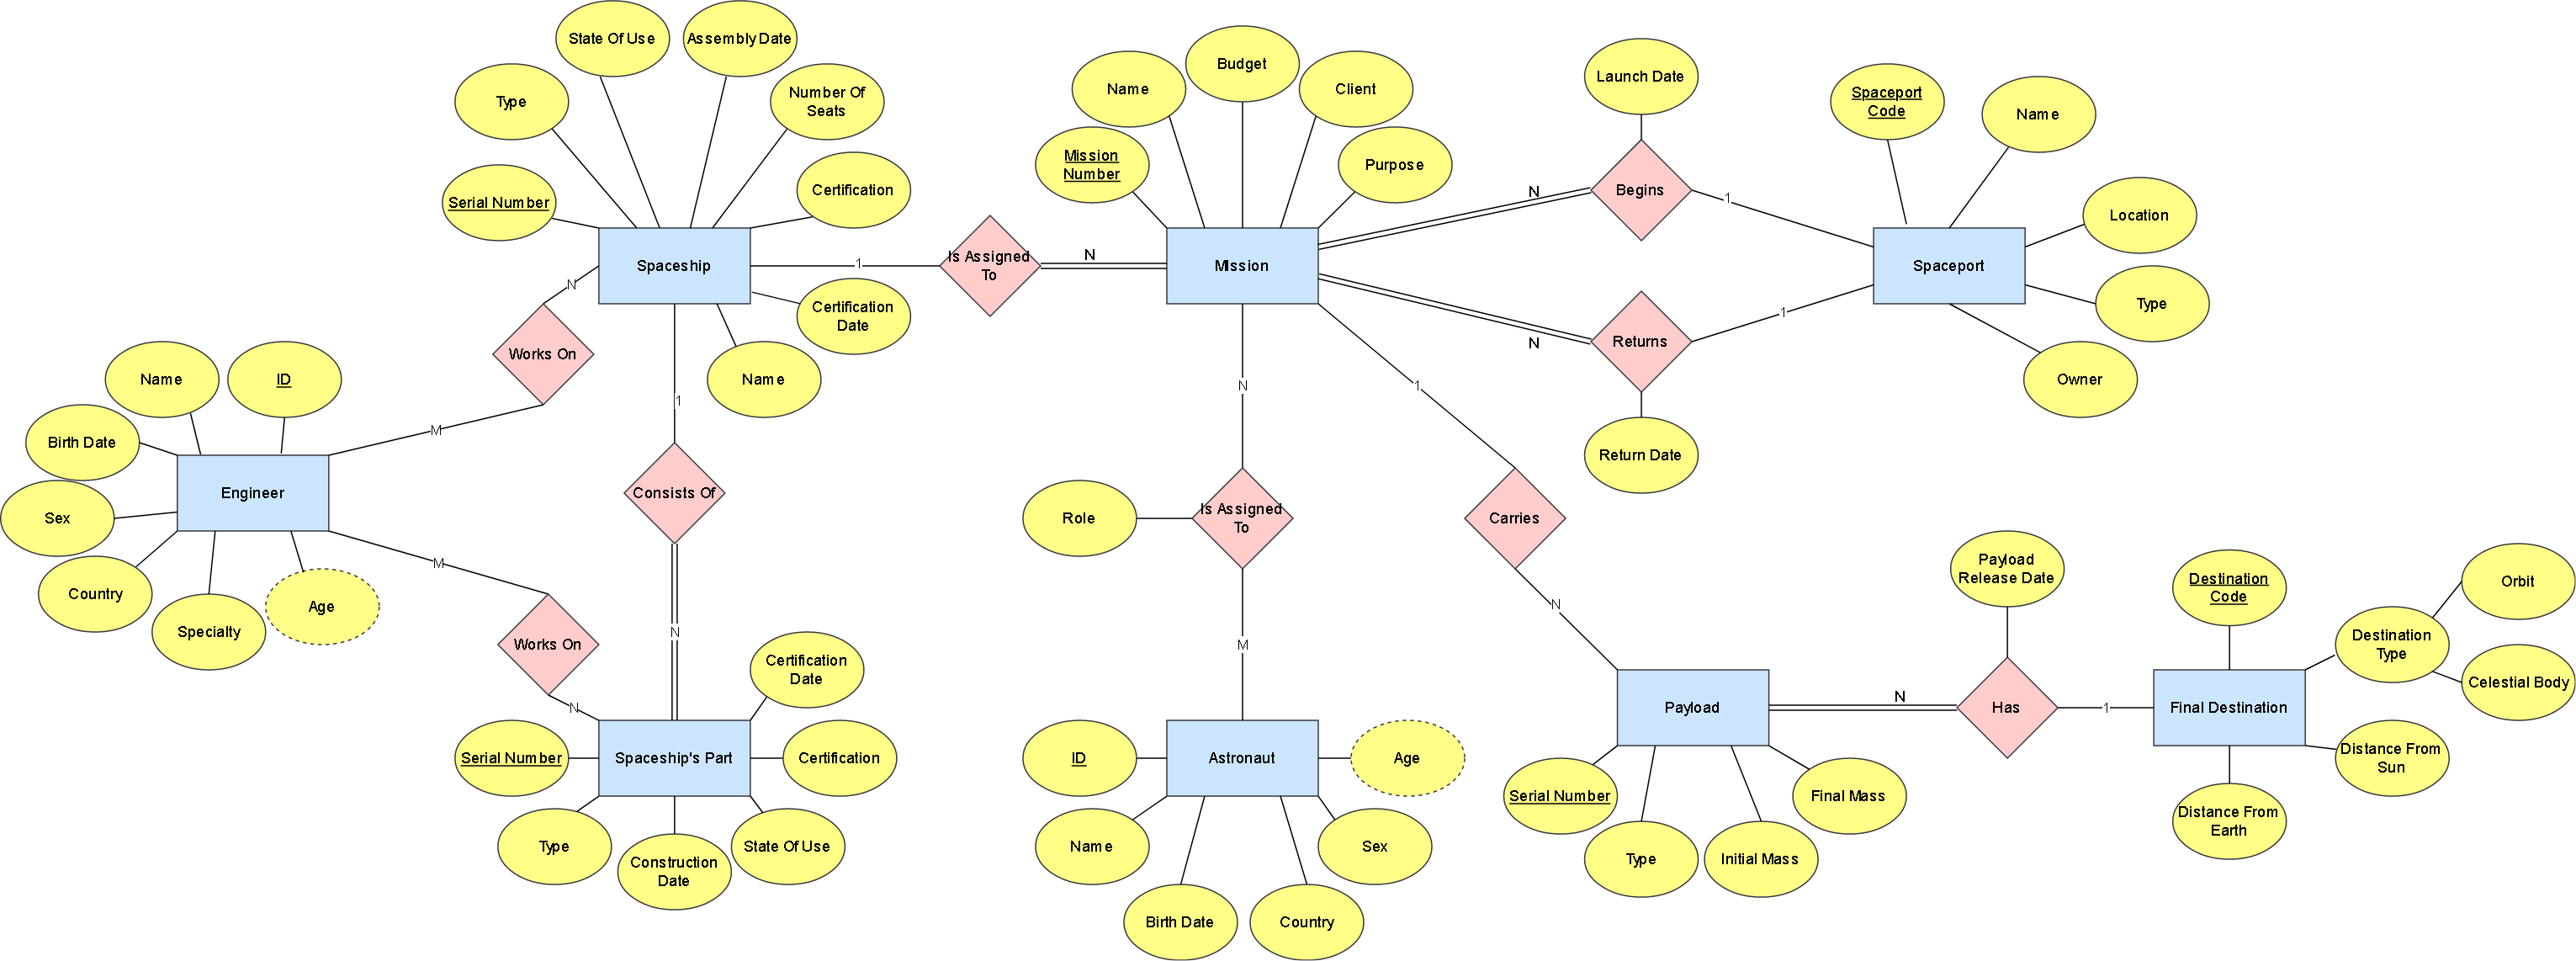 State Of Use
Assembly Date
Type
Number Of
Seats
Serial Number
Certification
Spaceship
Certification
Date
Name
N
1
1
Works On
M
Name
ID
Birth Date
Engineer
Sex
Country
Specialty
Age
M
Works On
N
Consists Of
N
Certification
Date
Serial Number
Spaceship's Part
Certification
Type
Construction
Date
State Of Use
Is Assigned
To
N
Name
Budget
Client
Mission
Number
Purpose
Mission
N
Role
Is Assigned
To
M
ID
Astronaut
Age
Name
Sex
Birth Date
Country
Launch Date
N
Begins
1
Spaceport
Code
Name
Location
Spaceport
Type
Owner
N
Returns
1
Return Date
1
Carries
N
Payload
Serial Number
Type
Initial Mass
Final Mass
N
Payload
Release Date
Has
1
Destination
Code
Final Destination
Destination
Type
Orbit
Celestial Body
Distance From
Sun
Distance From
Earth